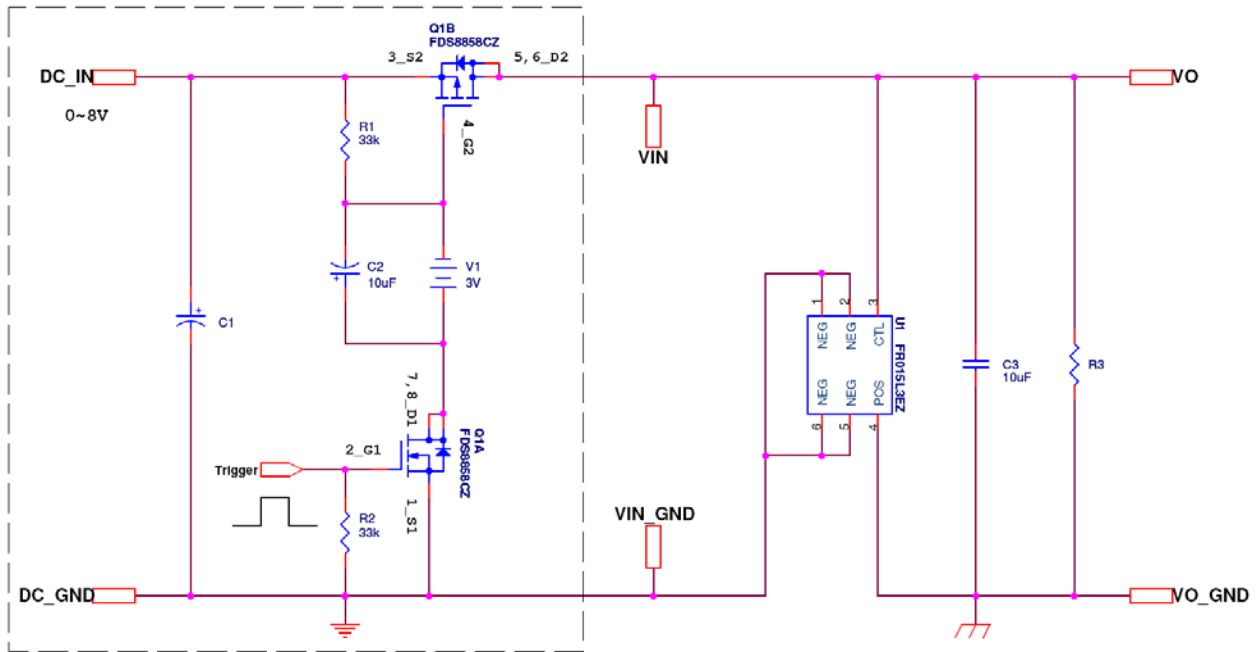 Q1B
FDS8858CZ
3_S2
5,6_D2
DC_IN
0~8V
VO
R1
33k
4_G2
VIN
C2
10uF
+
V1
3V
+
C1
1
2
3
NEG
NEG
CTL
U1
FR015L3EZ
NEG
NEG
POS
6
5
4
C3
10uF
R3
7,8_D1
Q1A
FDS8858CZ
2_G1
Trigger
1_S1
R2
33k
VIN_GND
DC_GND
VO_GND